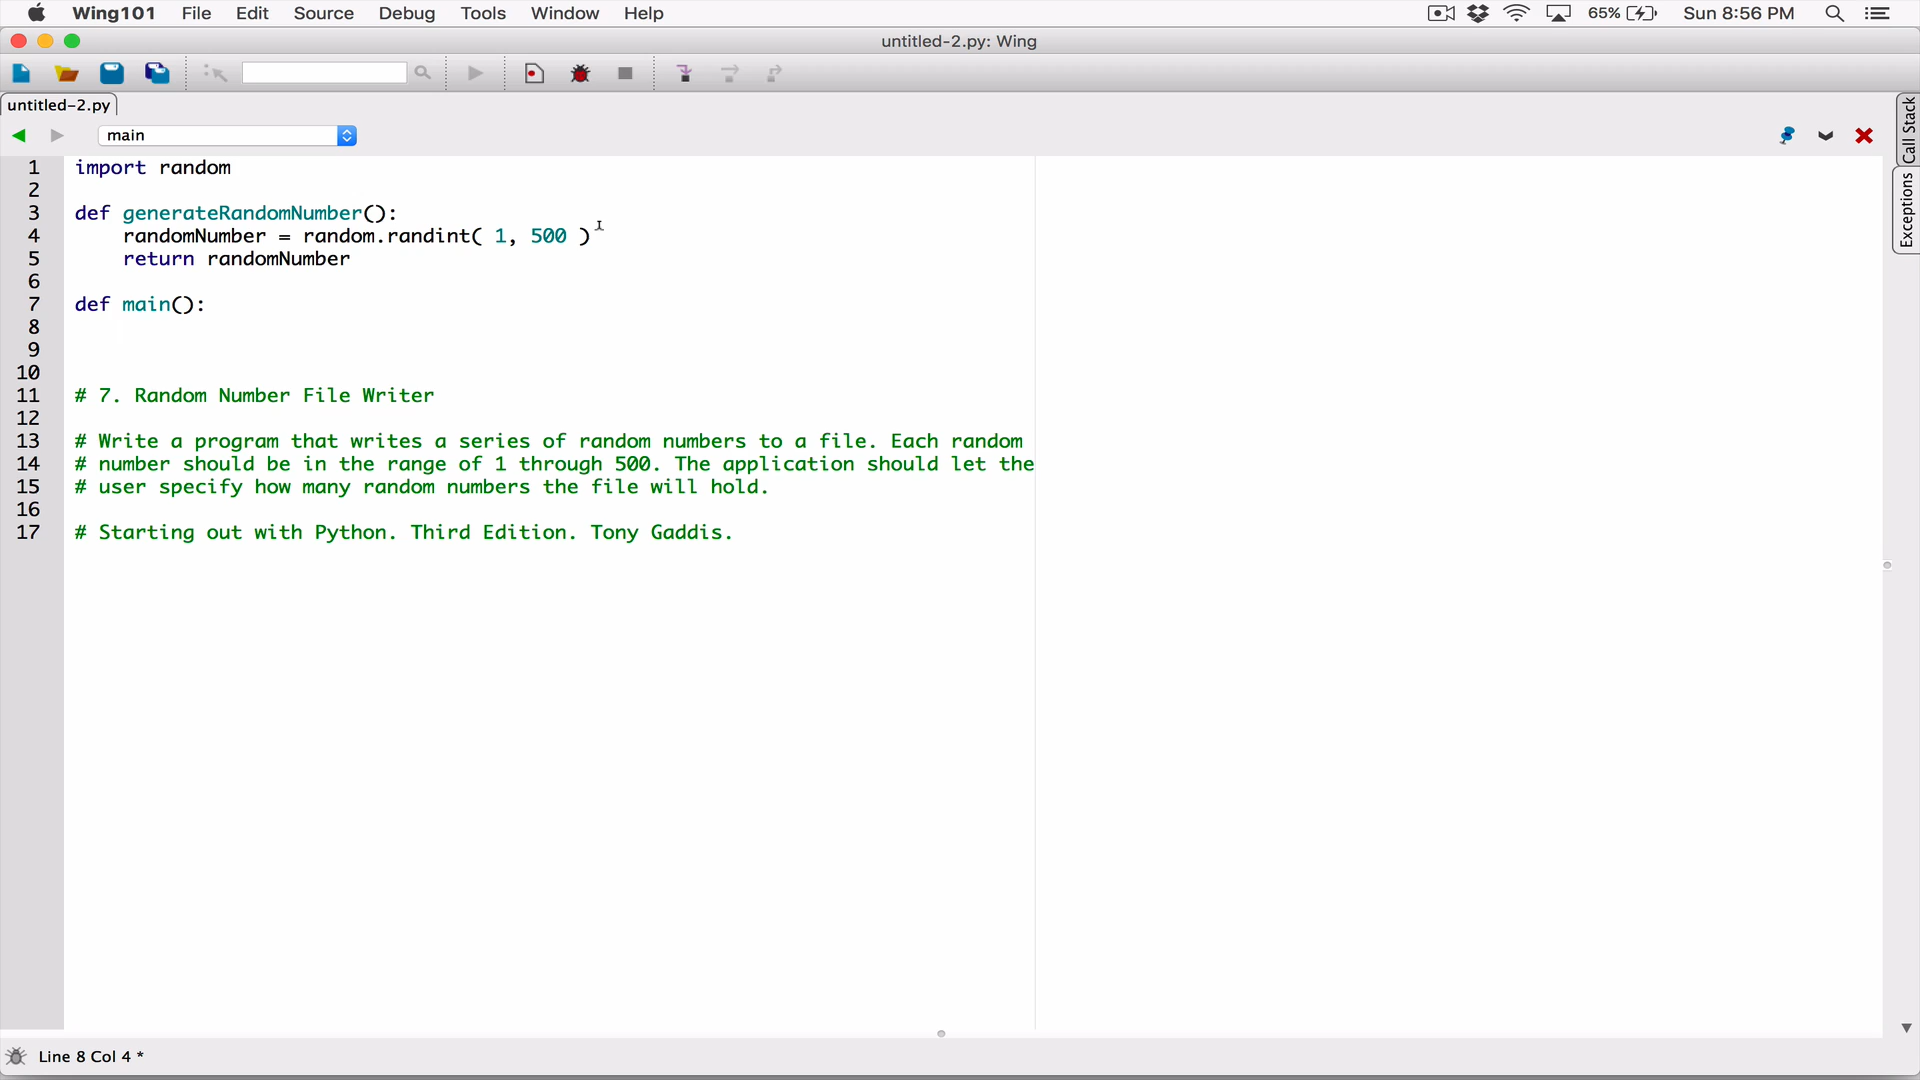 Wing101 File Edit Source Debug Tools Window Help 65% Sun 8:56 PM
untitled-2.py: Wing
untitled-2.py
main
Call Stack
Exceptions
1 import random
2
3 def generateRandomNumber():
4 randomNumber = random.randint( 1, 500 )
5 return randomNumber
6
7 def main():
8
9
10
11 # 7. Random Number File Writer
12
13 # Write a program that writes a series of random numbers to a file. Each random
14 # number should be in the range of 1 through 500. The application should let the
15 # user specify how many random numbers the file will hold.
16
17 # Starting out with Python. Third Edition. Tony Gaddis.
Line 8 Col 4 *